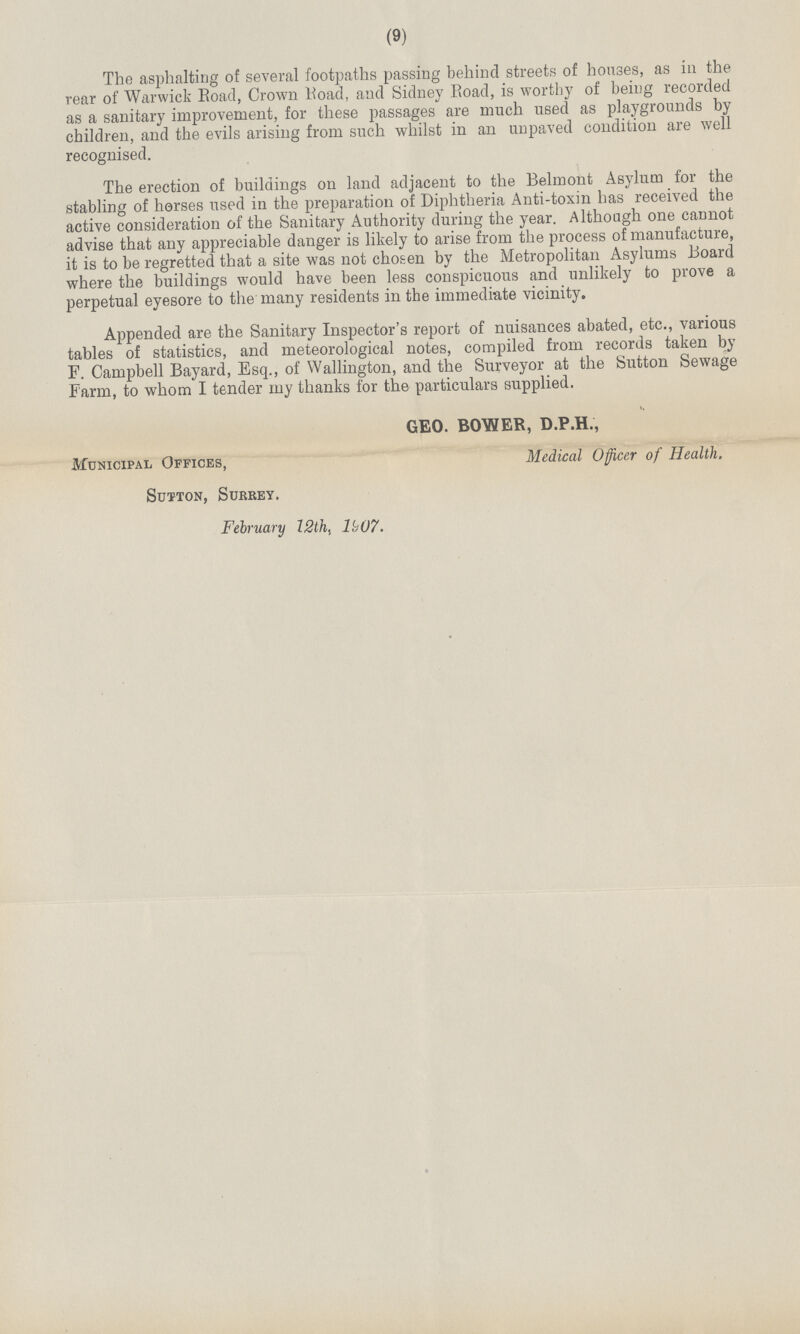 (9)
The asphalting of several footpaths passing behind streets of houses, as in the
rear of Warwick Road, Crown Road, and Sidney Road, is worthy of being recorded
as a sanitary improvement, for these passages are much used as playgrounds by
children, and the evils arising from such whilst in an unpaved condition are well
recognised.
The erection of buildings on land adjacent to the Belmont Asylum for the
stabling of horses used in the preparation of Diphtheria Anti-toxin has received the
active consideration of the Sanitary Authority during the year. Although one cannot
advise that any appreciable danger is likely to arise from the process of manufacture,
it is to be regretted that a site was not chosen by the Metropolitan Asylums Board
where the buildings would have been less conspicuous and unlikely to prove a
perpetual eyesore to the many residents in the immediate vicinity.
Appended are the Sanitary Inspector's report of nuisances abated, etc., various
tables of statistics, and meteorological notes, compiled from records taken by
F. Campbell Bayard, Esq., of Wallington, and the Surveyor at the Sutton Sewage
Farm, to whom I tender my thanks for the particulars supplied.
GEO. BOWER, D.P.H.,
Medical Officer of Health.
Municipal Offices,
Sutton, Surrey.
February 12th, 1907.